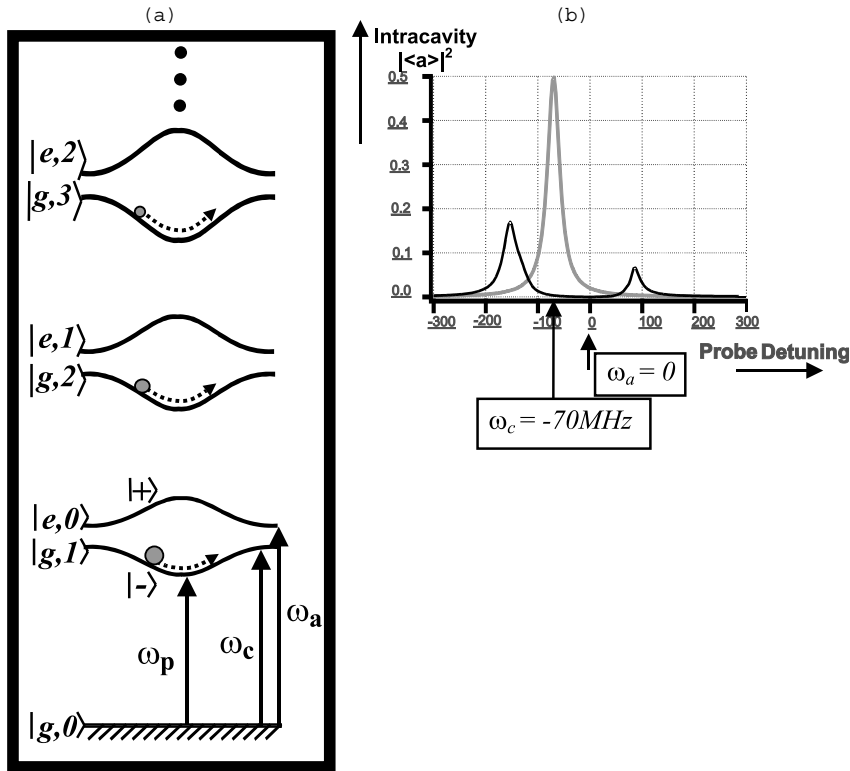 (a)
|e,2⟩
|g,3⟩
|e,1⟩
|g,2⟩
|+⟩
|e,0⟩
|g,1⟩
|-⟩
ωa
ωc
ωp
|g,0⟩
(b)
Intracavity
|<a>|²
0.5
0.4
0.3
0.2
0.1
0.0
-300 -200 -100 0 100 200 300
Probe Detuning
ωa = 0
ωc = -70MHz